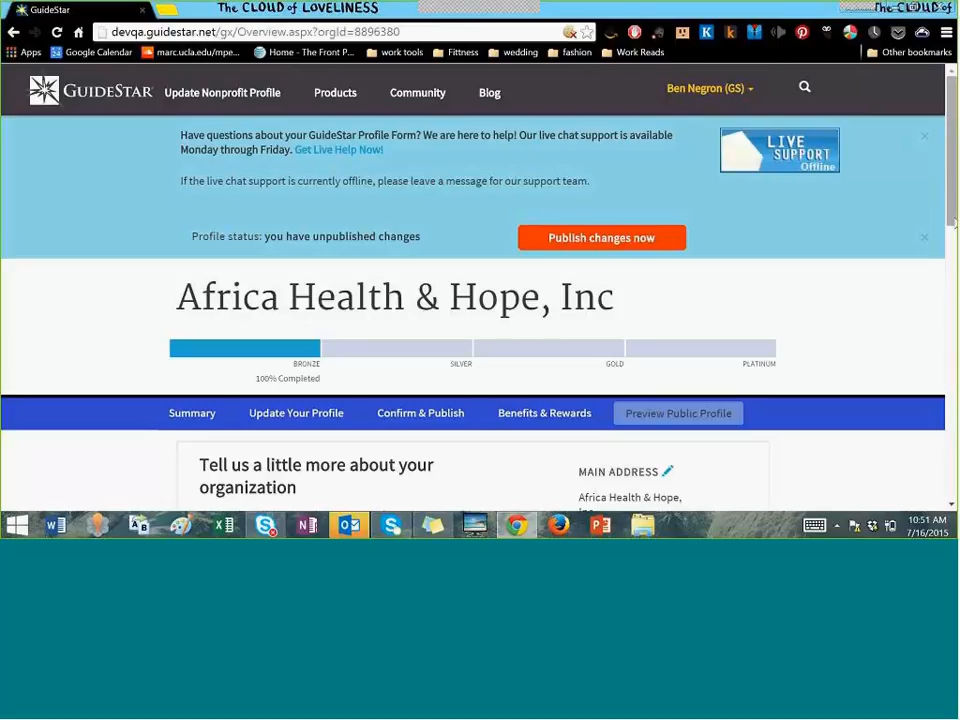 GuideStar
The CLOUD of LOVELINESS
The CLOUD of
devqa.guidestar.net/gx/Overview.aspx?orgId=8896380
Apps Google Calendar marc.ucla.edu/mpe... Home - The Front P... work tools Fittness wedding fashion Work Reads Other bookmarks
GUIDESTAR Update Nonprofit Profile Products Community Blog Ben Negron (GS)
Have questions about your GuideStar Profile Form? We are here to help! Our live chat support is available
Monday through Friday. Get Live Help Now!
LIVE
SUPPORT
Offline
If the live chat support is currently offline, please leave a message for our support team.
Profile status: you have unpublished changes Publish changes now
Africa Health & Hope, Inc
BRONZE SILVER GOLD PLATINUM
100% Completed
Summary Update Your Profile Confirm & Publish Benefits & Rewards Preview Public Profile
Tell us a little more about your
organization
MAIN ADDRESS
Africa Health & Hope,
10:51 AM
7/16/2015